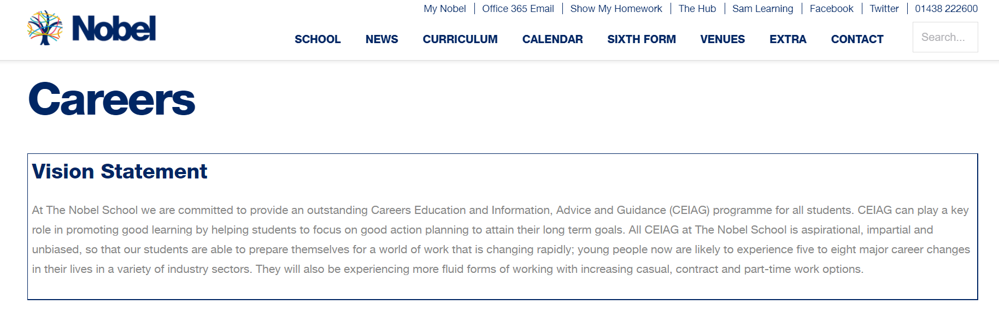 My Nobel | Office 365 Email | Show My Homework | The Hub | Sam Learning | Facebook | Twitter | 01438 222600
Nobel
SCHOOL NEWS CURRICULUM CALENDAR SIXTH FORM VENUES EXTRA CONTACT Search...
Careers
Vision Statement
At The Nobel School we are committed to provide an outstanding Careers Education and Information, Advice and Guidance (CEIAG) programme for all students. CEIAG can play a key
role in promoting good learning by helping students to focus on good action planning to attain their long term goals. All CEIAG at The Nobel School is aspirational, impartial and
unbiased, so that our students are able to prepare themselves for a world of work that is changing rapidly; young people now are likely to experience five to eight major career changes
in their lives in a variety of industry sectors. They will also be experiencing more fluid forms of working with increasing casual, contract and part-time work options.